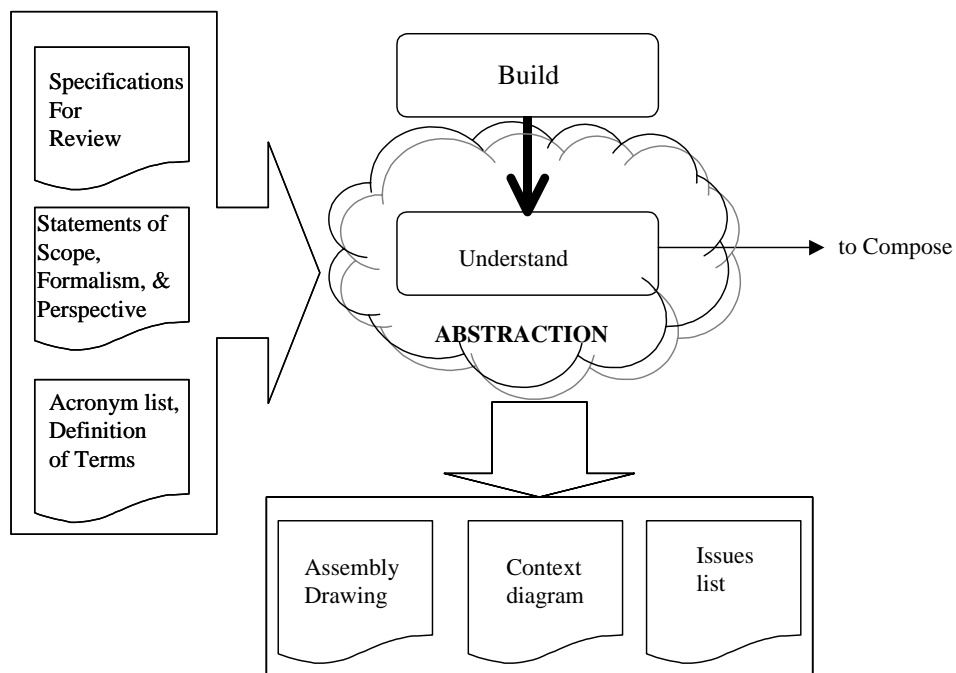 Specifications
For
Review
Statements of
Scope,
Formalism, &
Perspective
Acronym list,
Definition
of Terms
Build
Understand
ABSTRACTION
to Compose
Assembly
Drawing
Context
diagram
Issues
list